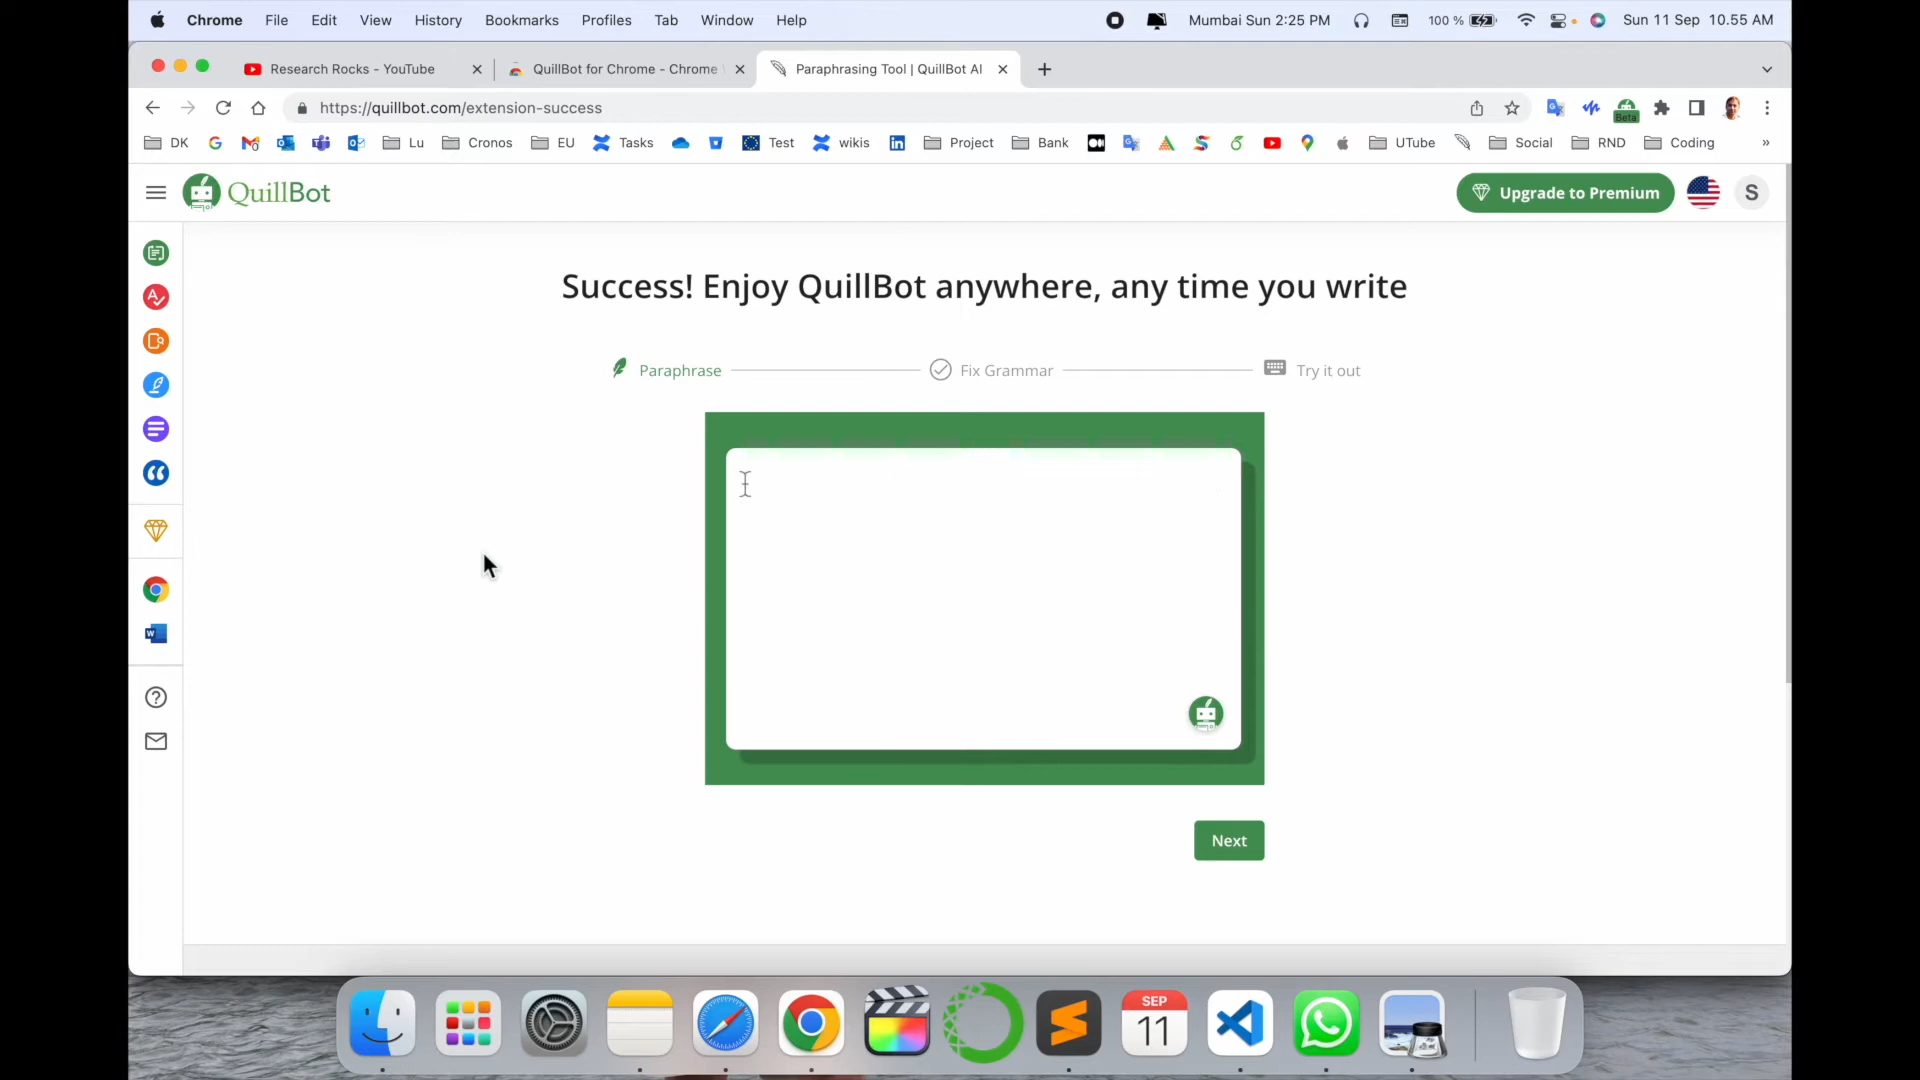 Chrome File Edit View History Bookmarks Profiles Tab Window Help Mumbai Sun 2:25 PM 100 % Sun 11 Sep 10.55 AM
Research Rocks - YouTube QuillBot for Chrome - Chrome Paraphrasing Tool | QuillBot AI
https://quillbot.com/extension-success Beta
DK Lu Cronos EU Tasks Test wikis Project Bank UTube Social RND Coding »
QuillBot Upgrade to Premium S
Success! Enjoy QuillBot anywhere, any time you write
Paraphrase Fix Grammar Try it out
Next
SEP
11